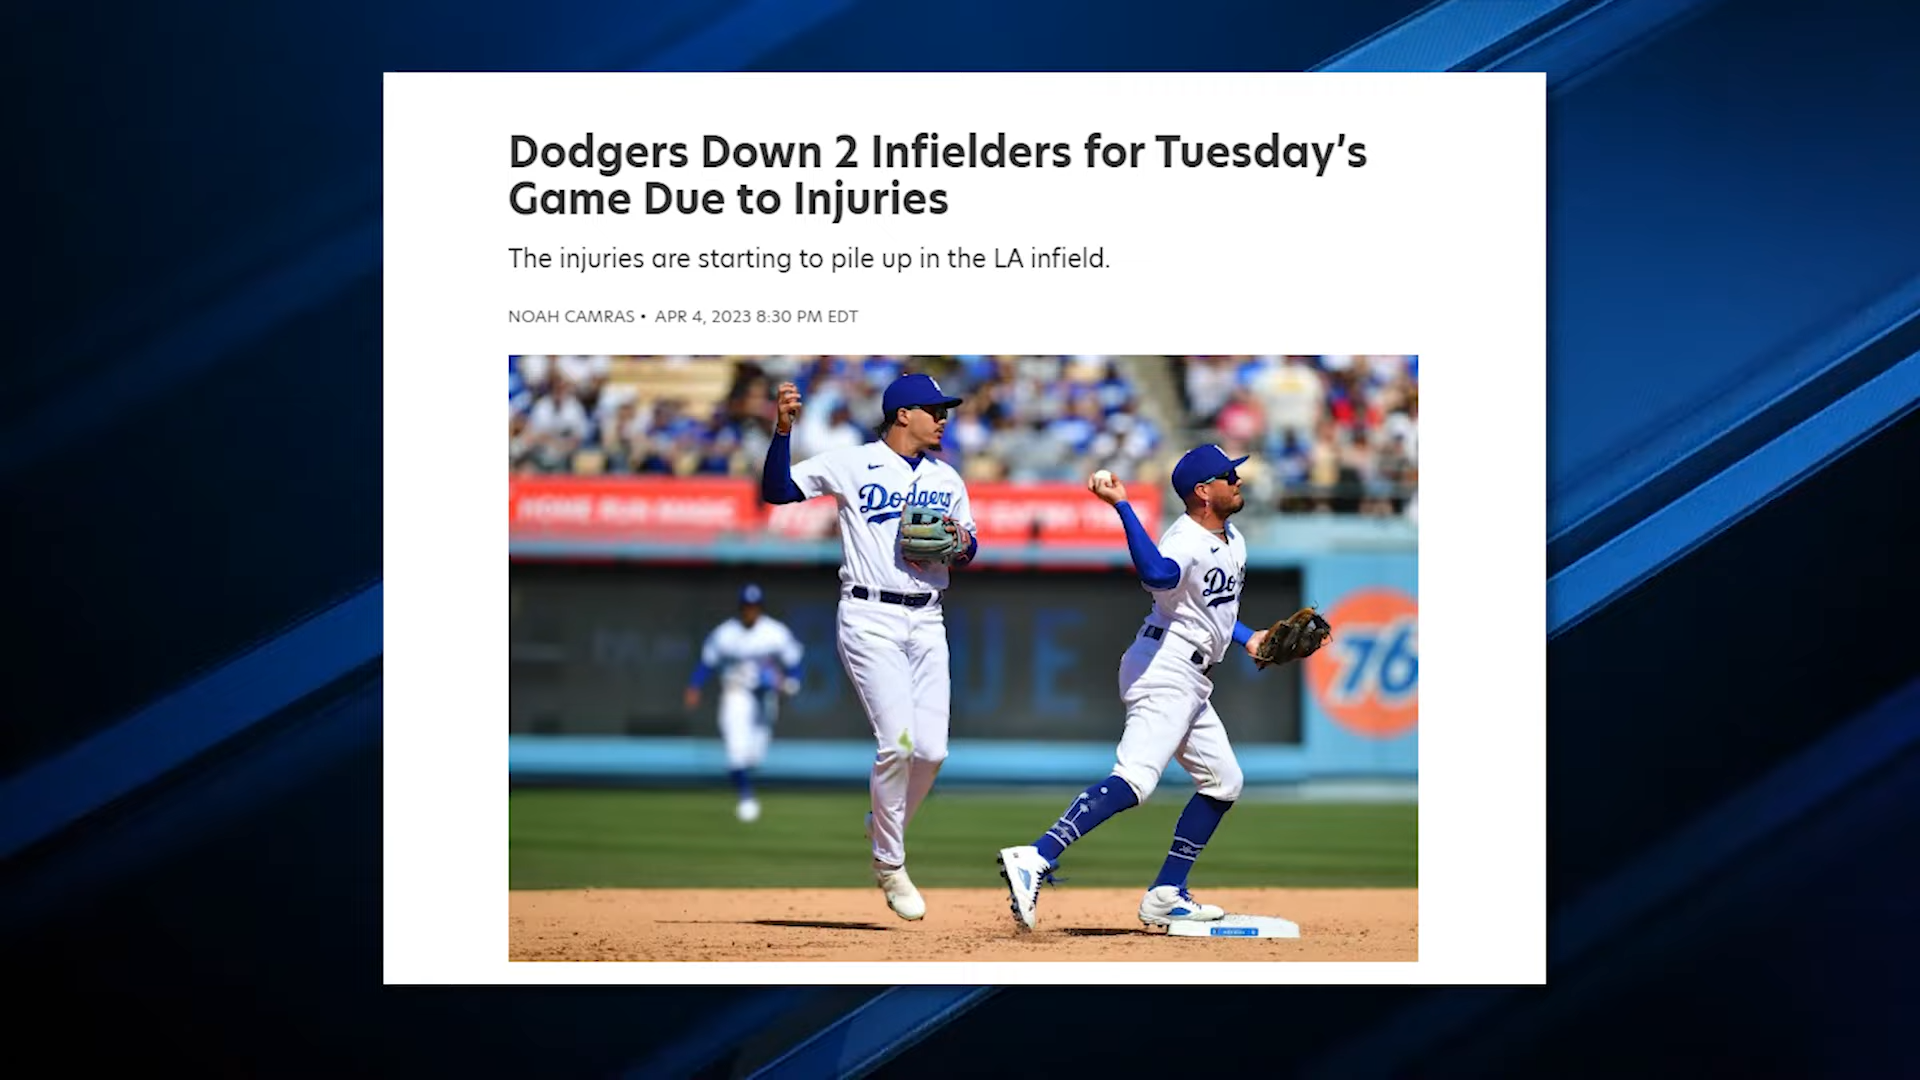 Dodgers Down 2 Infielders for Tuesday's
Game Due to Injuries
The injuries are starting to pile up in the LA infield.
NOAH CAMRAS • APR 4, 2023 8:30 PM EDT
Dodgers
Do
76